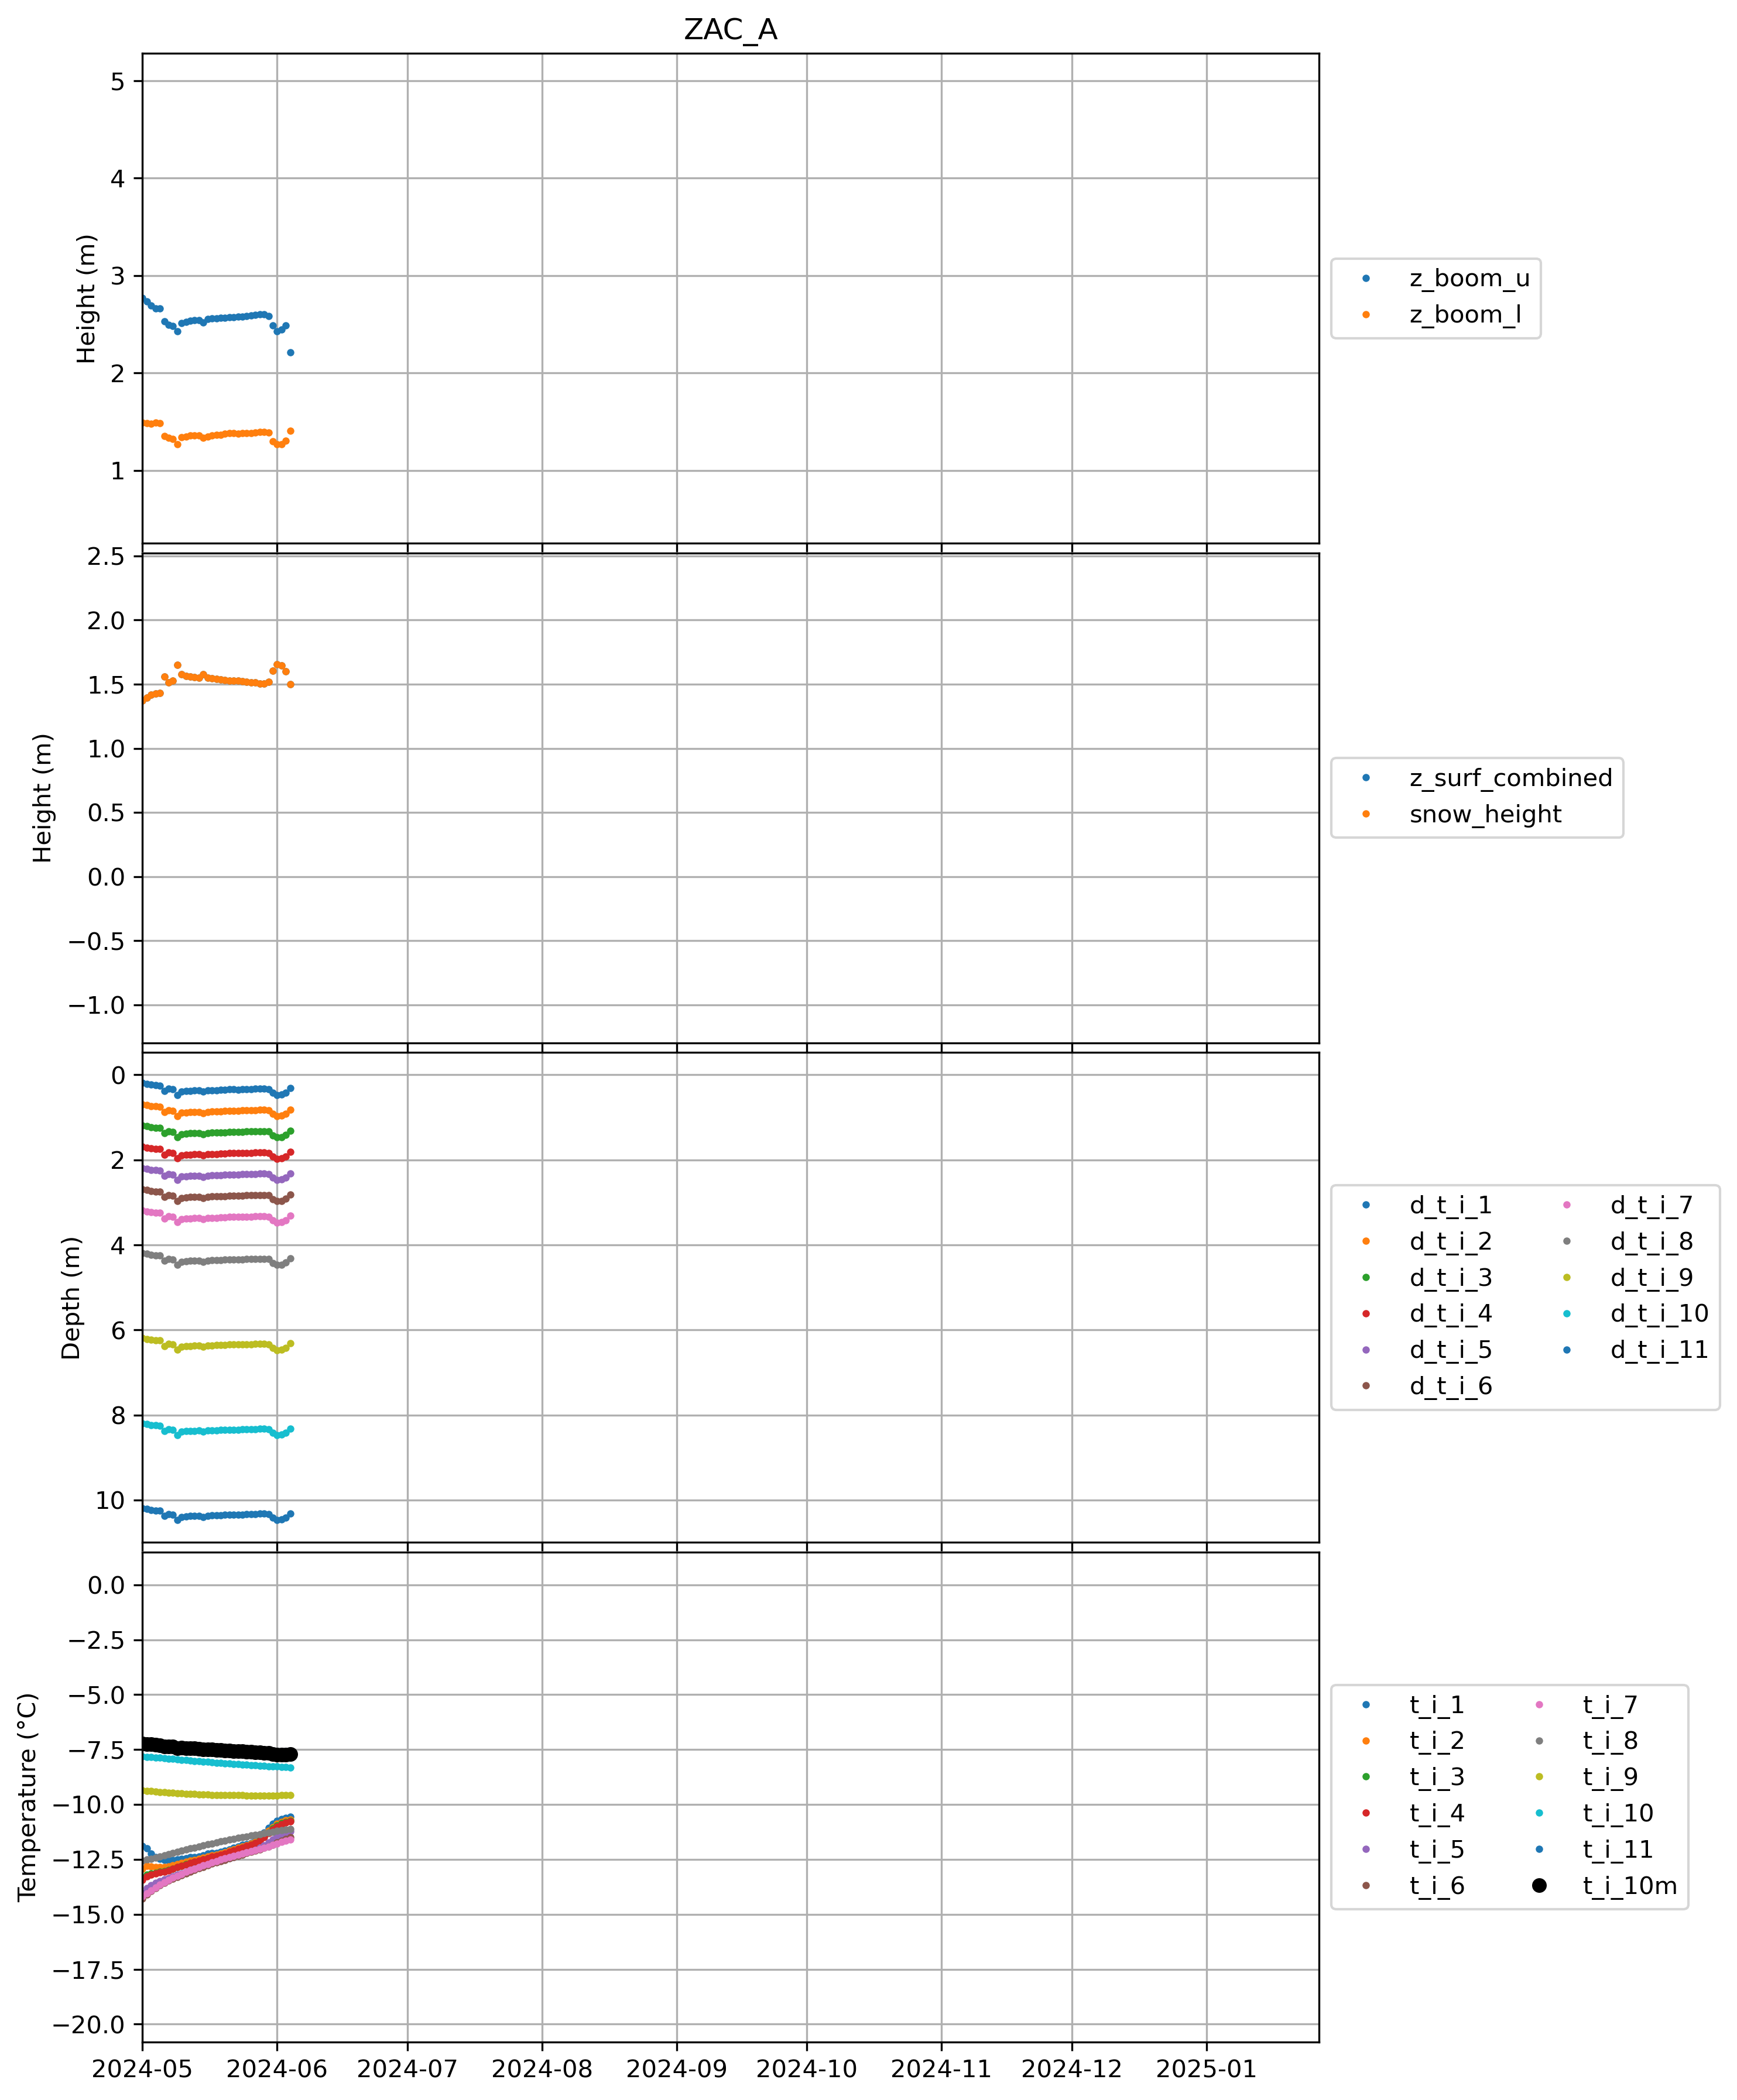 ZAC_A
5
4
3
2
1
Height (m)
z_boom_u
z_boom_l
2.5
2.0
1.5
1.0
0.5
0.0
−0.5
−1.0
Height (m)
z_surf_combined
snow_height
0
2
4
6
8
10
Depth (m)
d_t_i_1 d_t_i_7
d_t_i_2 d_t_i_8
d_t_i_3 d_t_i_9
d_t_i_4 d_t_i_10
d_t_i_5 d_t_i_11
d_t_i_6
0.0
−2.5
−5.0
−7.5
−10.0
−12.5
−15.0
−17.5
−20.0
Temperature (°C)
t_i_1 t_i_7
t_i_2 t_i_8
t_i_3 t_i_9
t_i_4 t_i_10
t_i_5 t_i_11
t_i_6 t_i_10m
2024-05 2024-06 2024-07 2024-08 2024-09 2024-10 2024-11 2024-12 2025-01